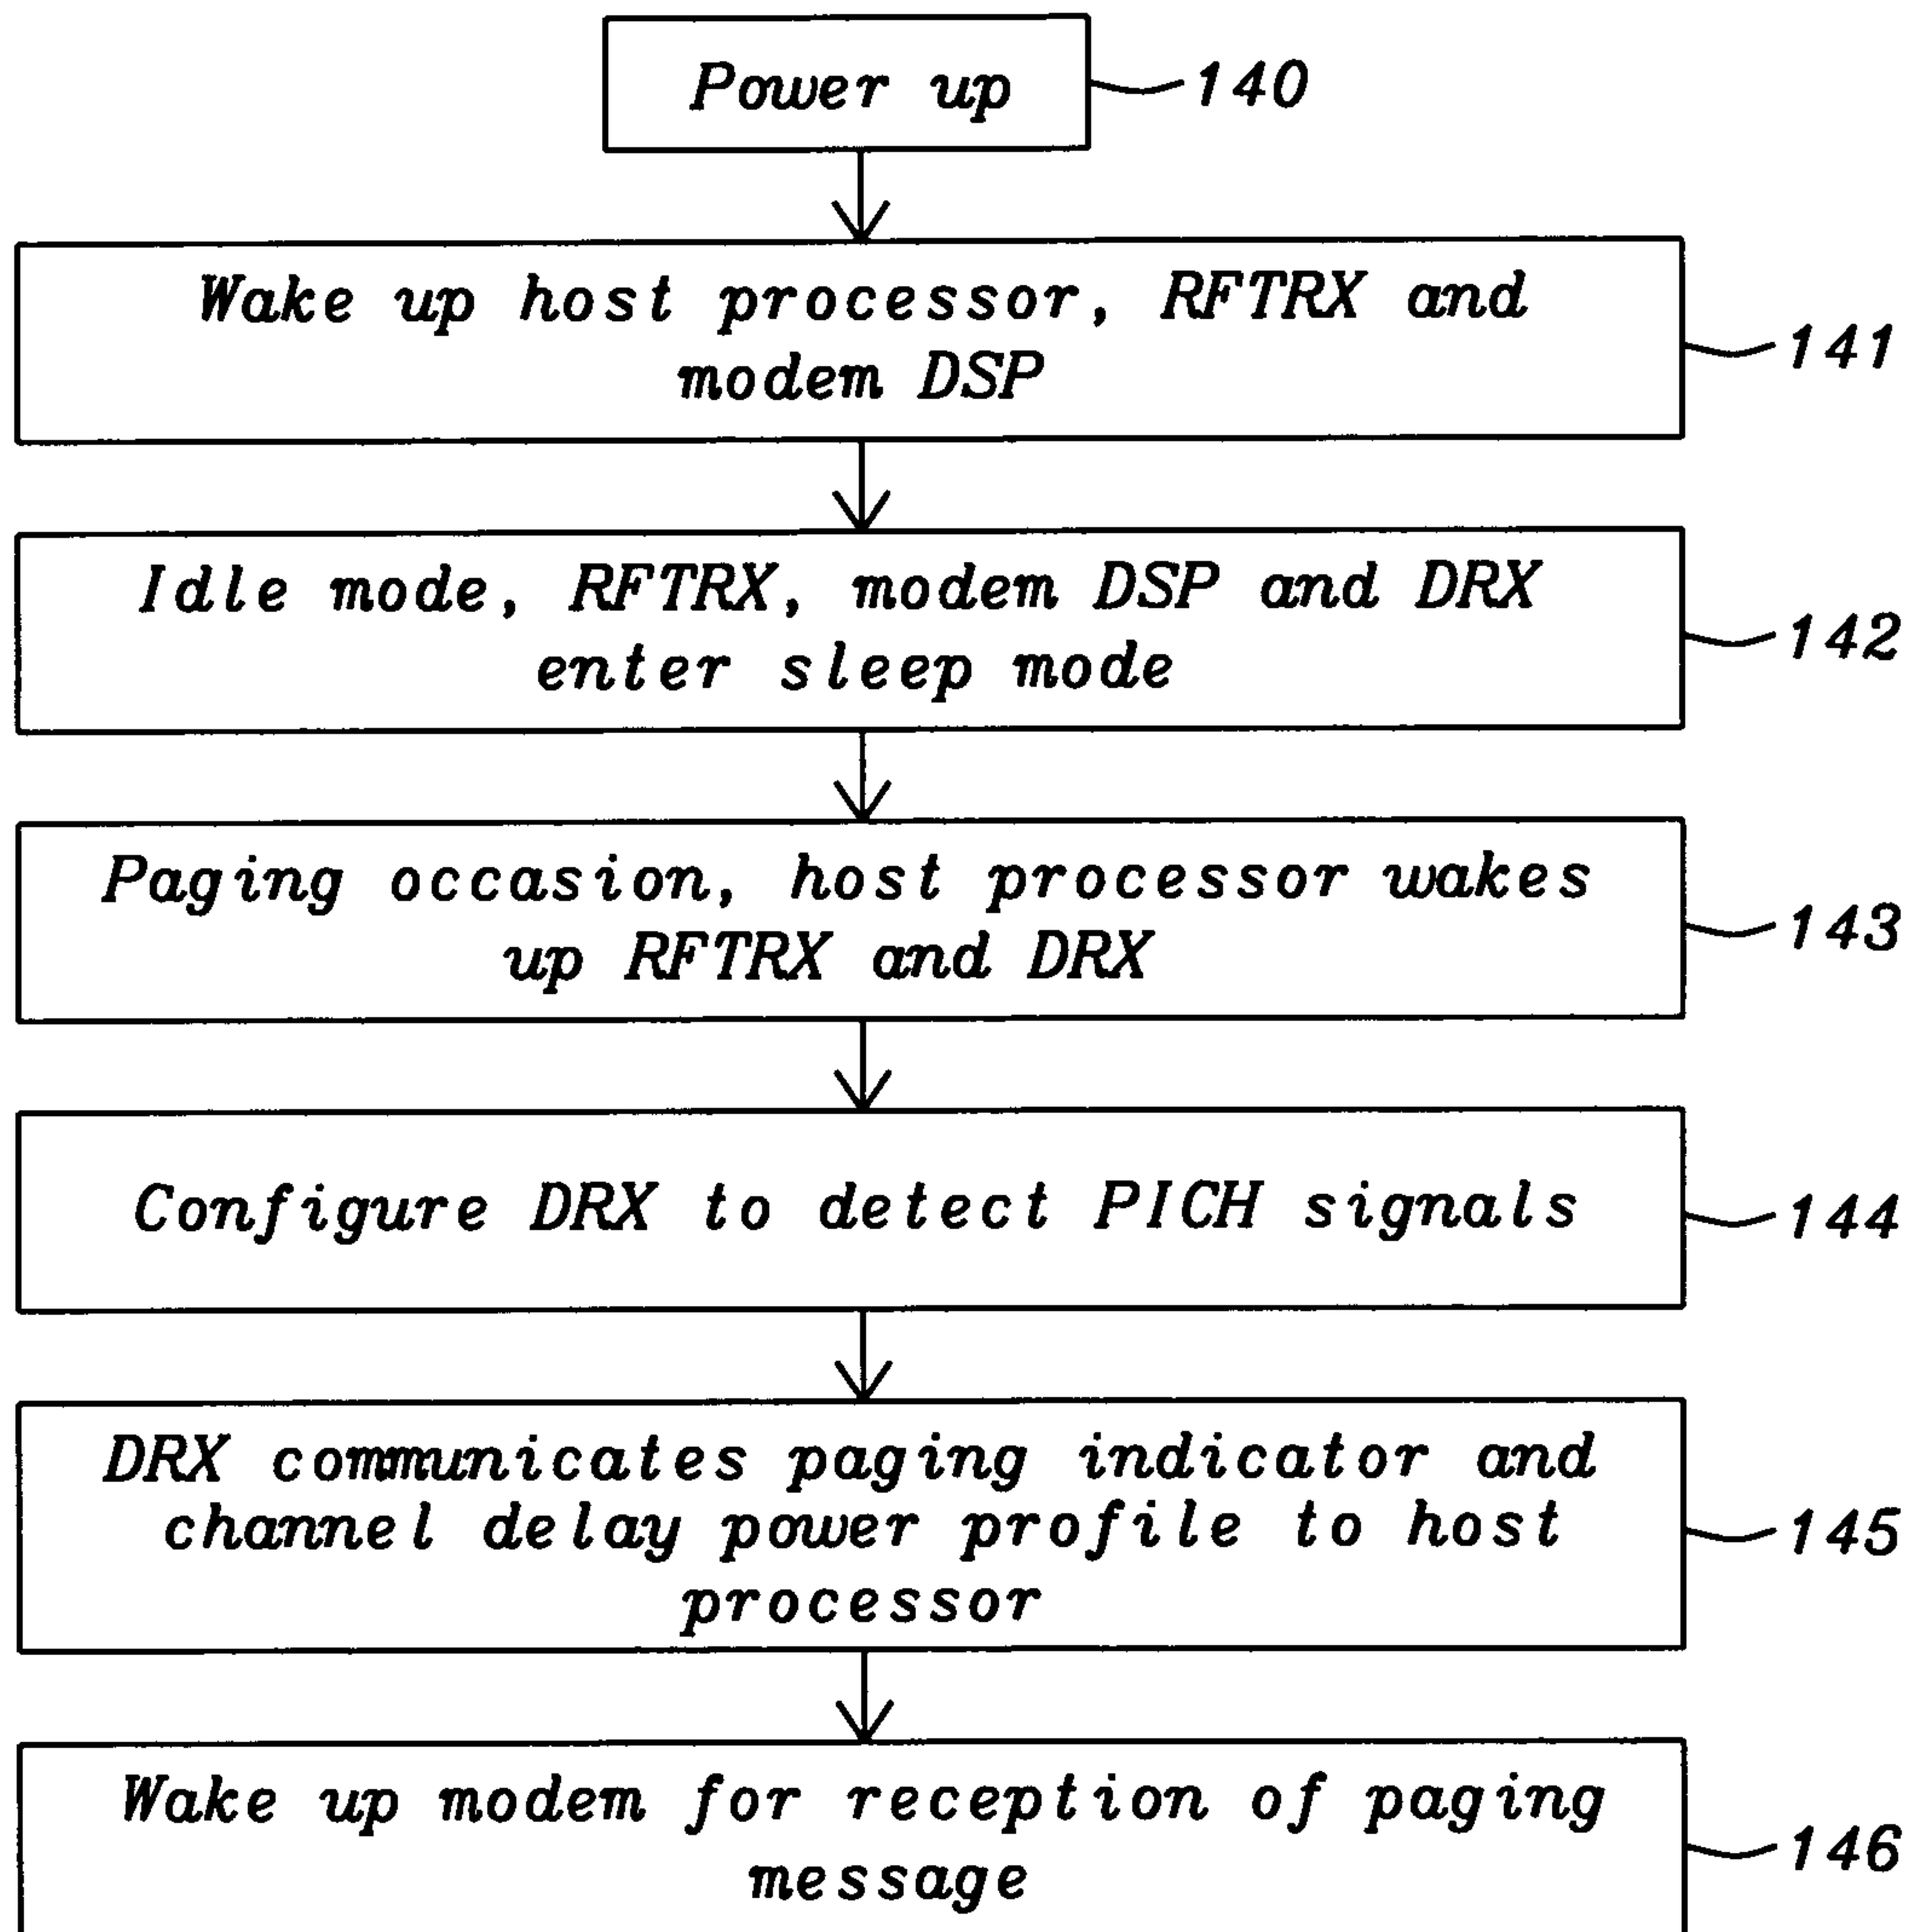 Power up
140
Wake up host processor, RFTRX and
modem DSP
141
Idle mode, RFTRX, modem DSP and DRX
enter sleep mode
142
Paging occasion, host processor wakes
up RFTRX and DRX
143
Configure DRX to detect PICH signals
144
DRX communicates paging indicator and
channel delay power profile to host
processor
145
Wake up modem for reception of paging
message
146